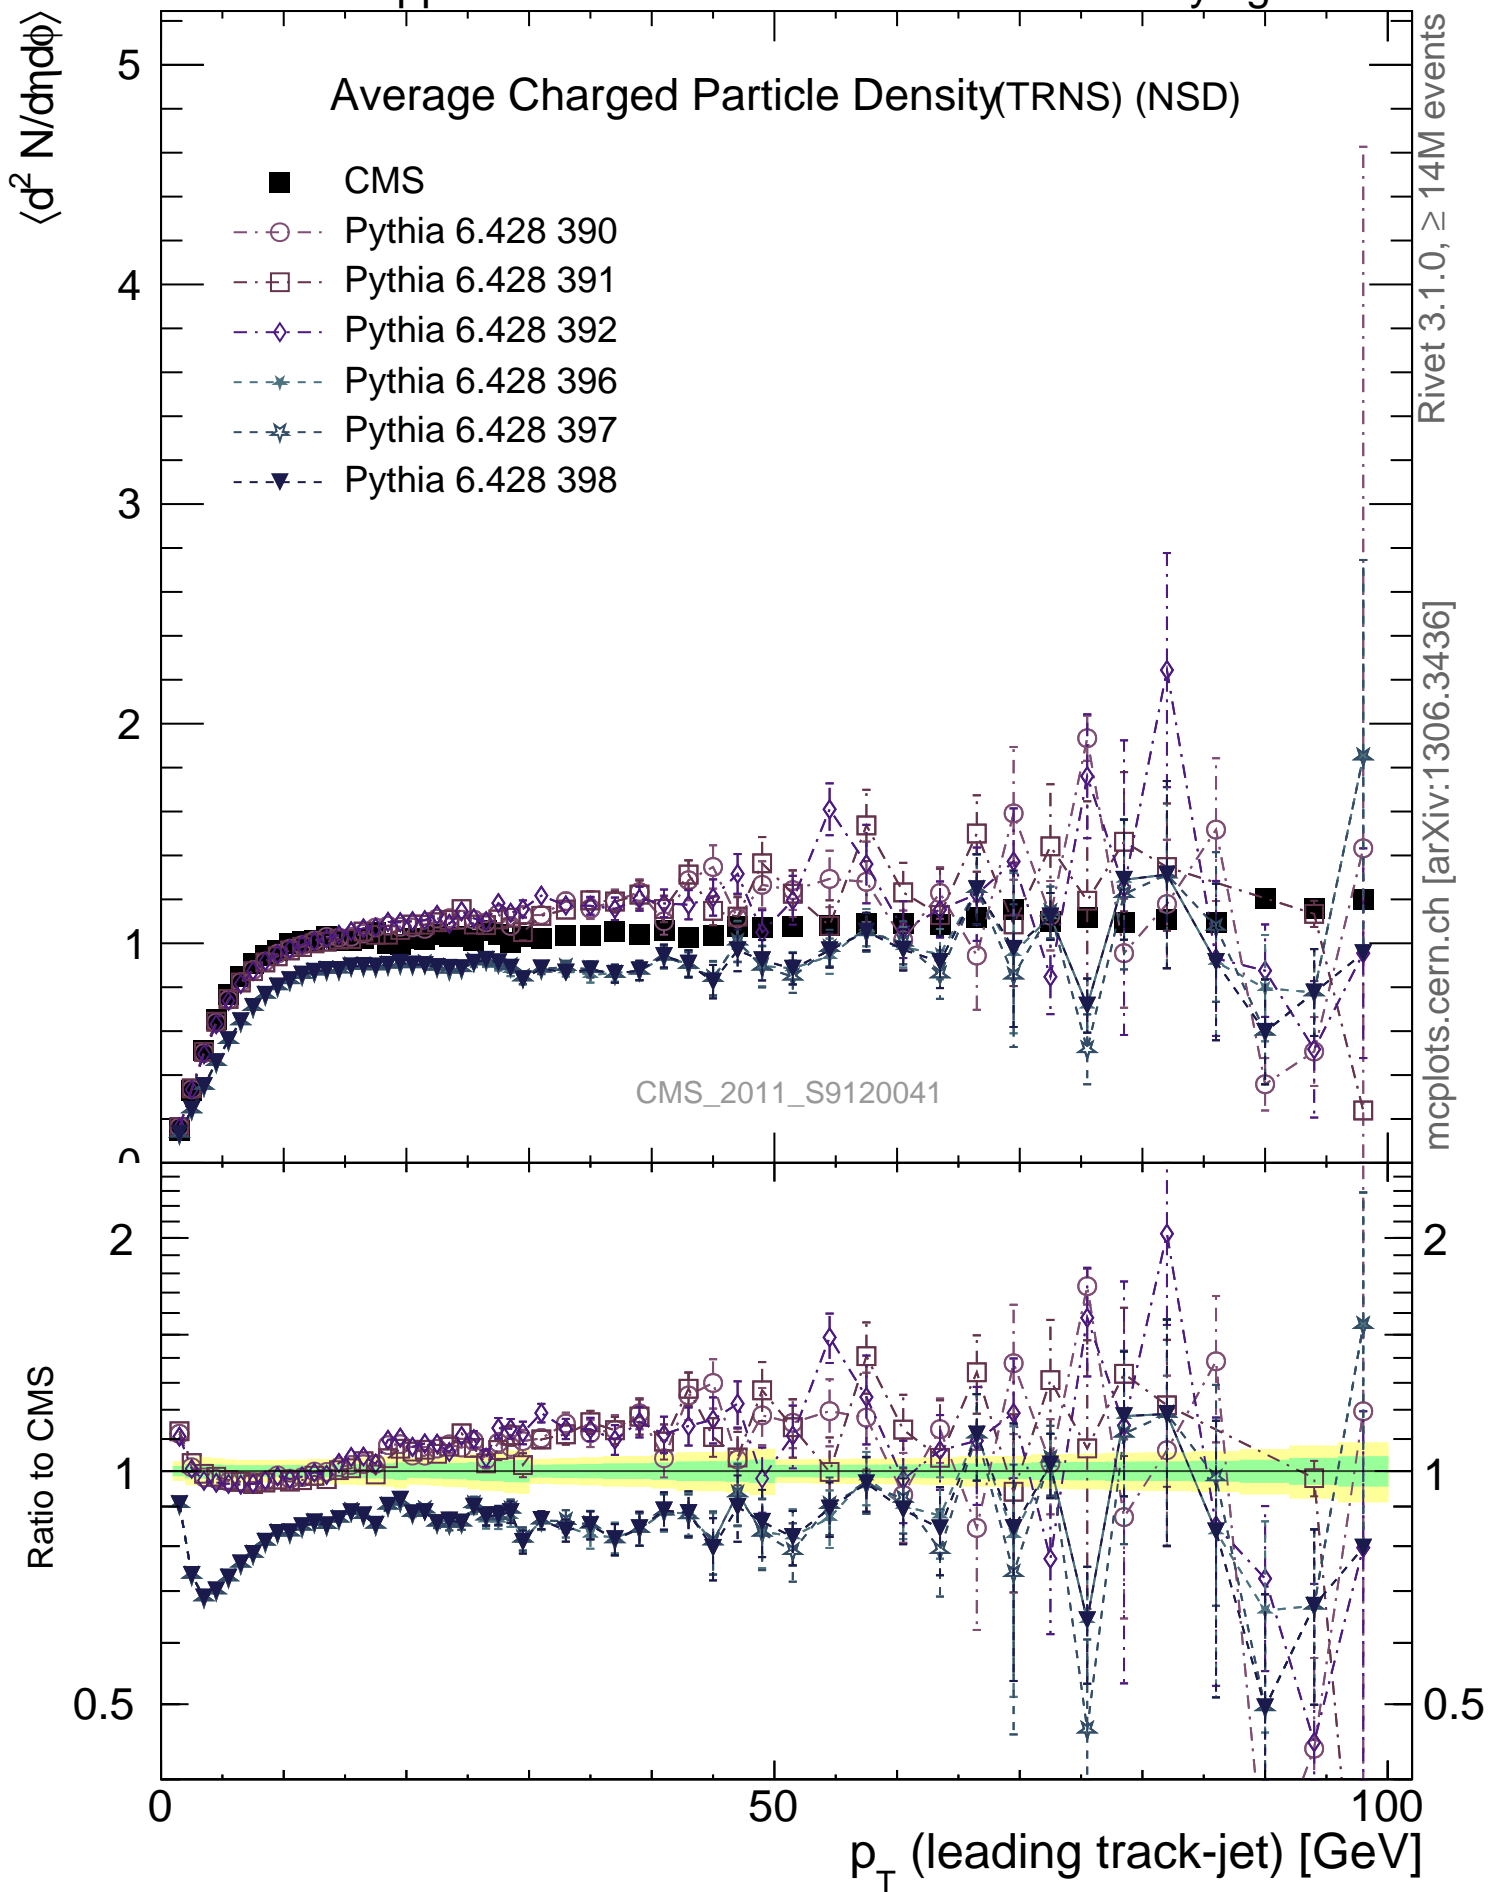 ⟨d² N/dηdϕ⟩
Average Charged Particle Density(TRNS) (NSD)
CMS
Pythia 6.428 390
Pythia 6.428 391
Pythia 6.428 392
Pythia 6.428 396
Pythia 6.428 397
Pythia 6.428 398
5
4
3
2
1
0
CMS_2011_S9120041
Rivet 3.1.0, ≥ 14M events
mcplots.cern.ch [arXiv:1306.3436]
Ratio to CMS
2
1
0.5
2
1
0.5
0
50
100
p_T (leading track-jet) [GeV]